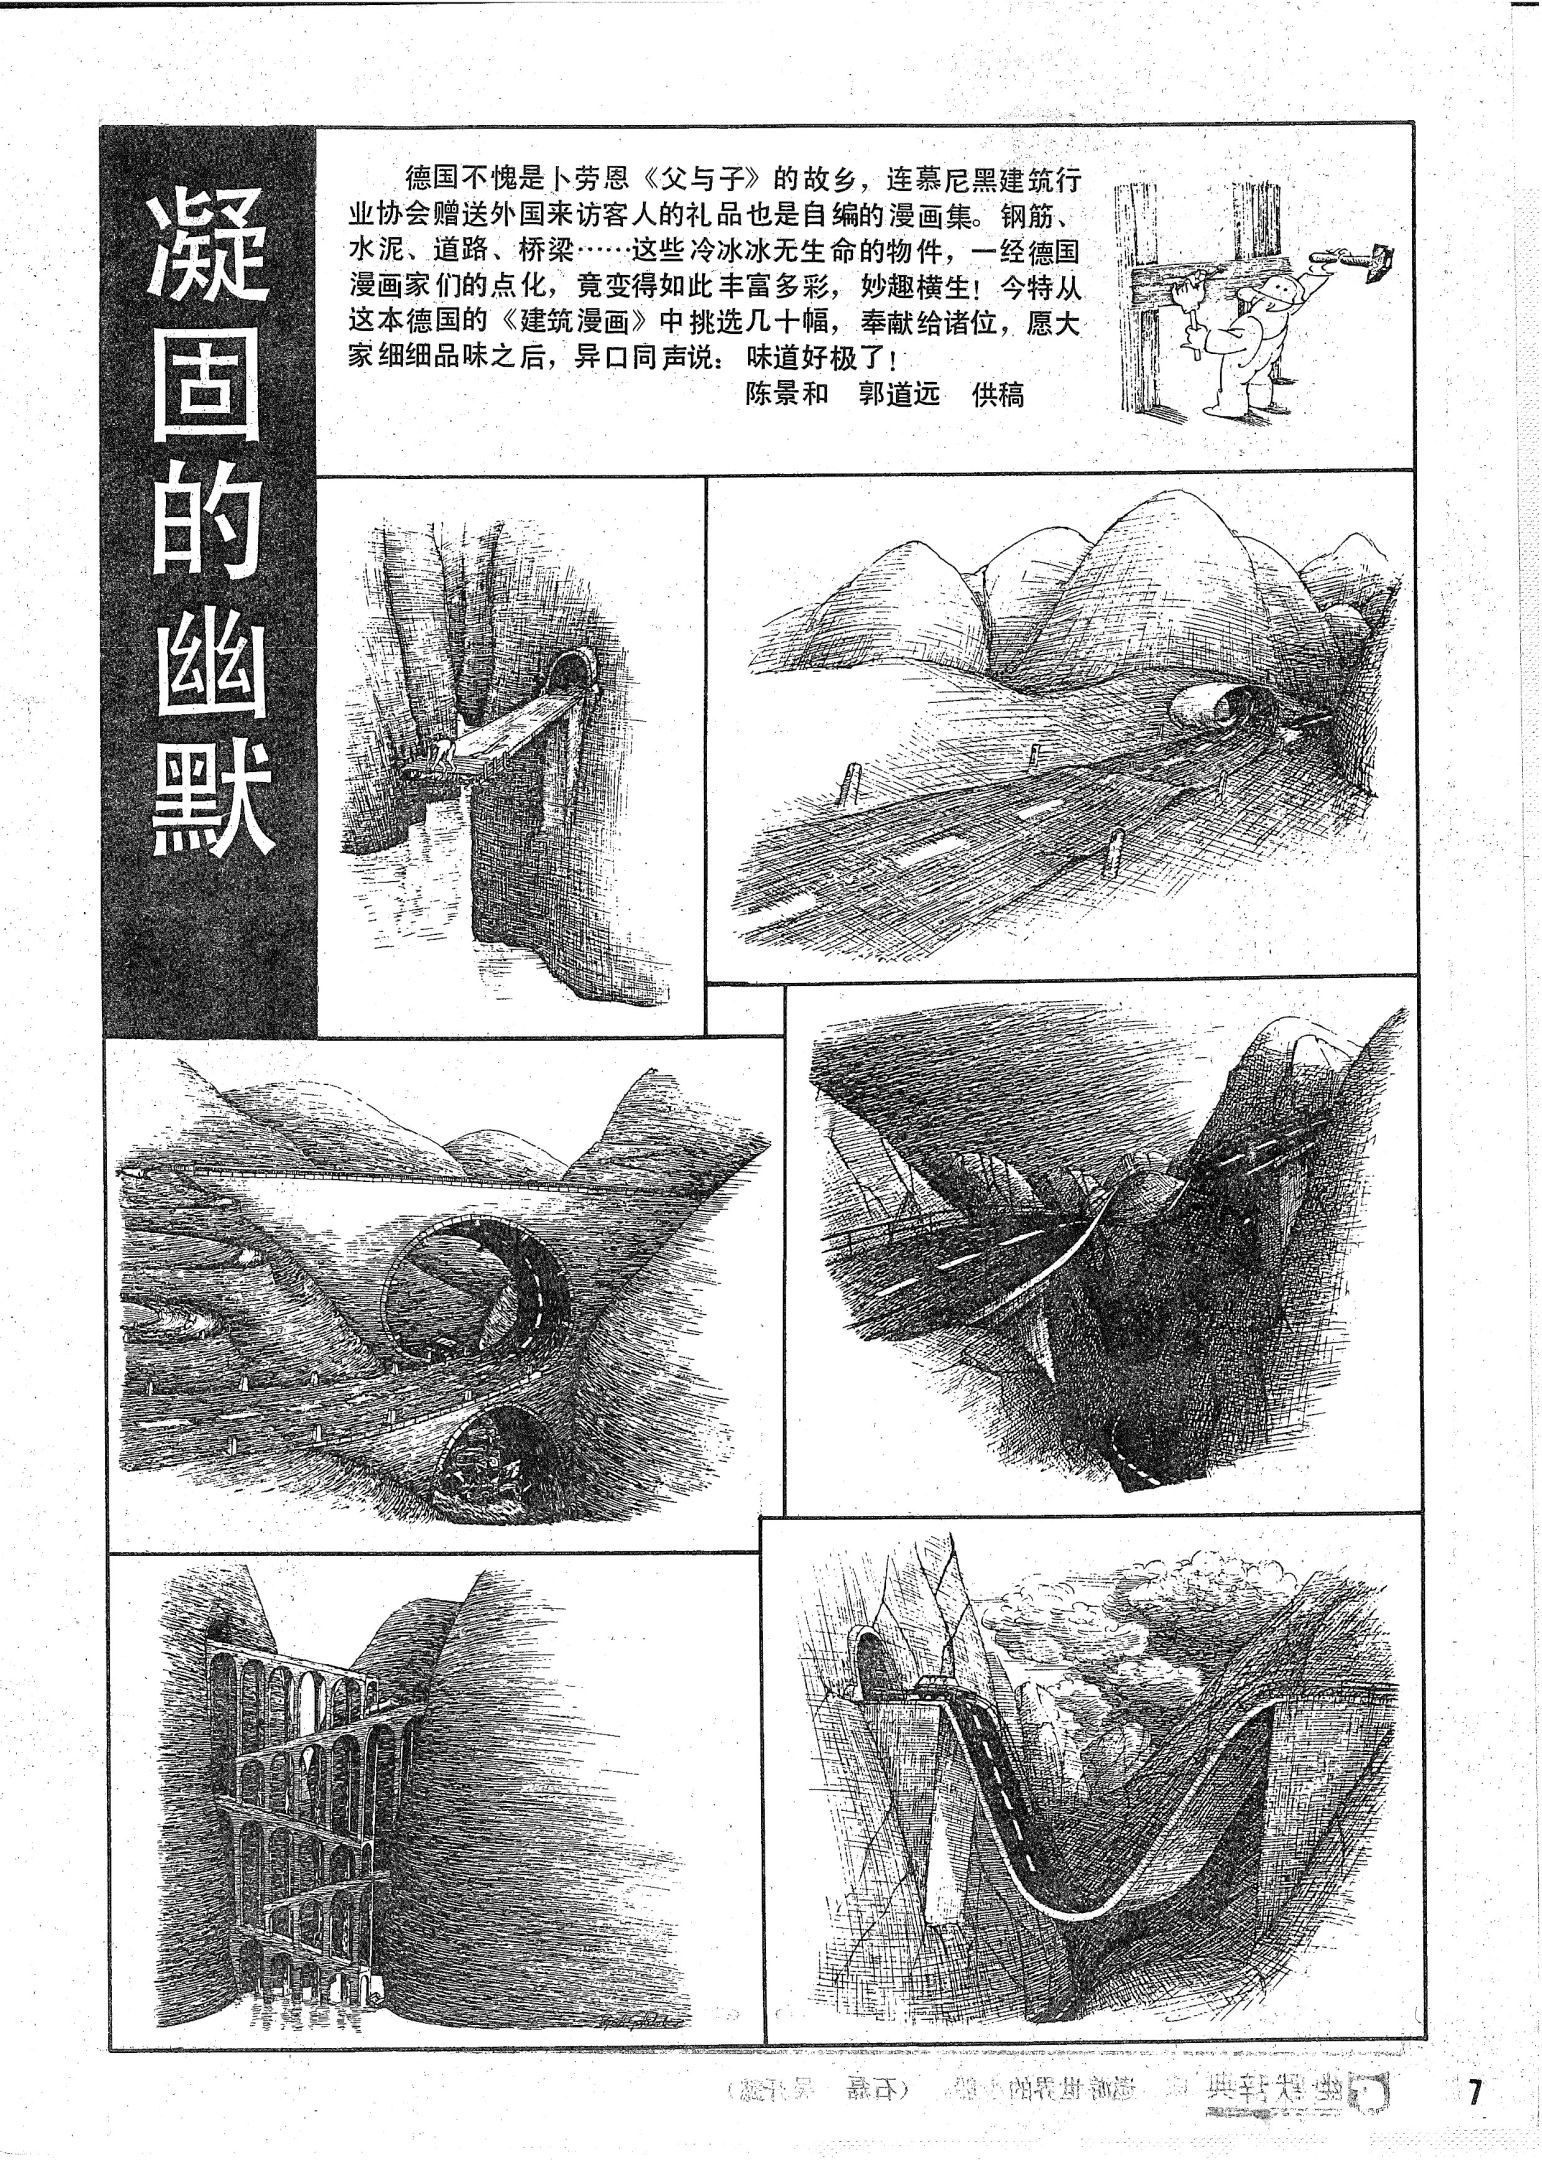 凝固的幽默
德国不愧是卜劳恩《父与子》的故乡，连慕尼黑建筑行
业协会赠送外国来访客人的礼品也是自编的漫画集。钢筋、
水泥、道路、桥梁……这些冷冰冰无生命的物件，一经德国
漫画家们的点化，竟变得如此丰富多彩，妙趣横生！今特从
这本德国的《建筑漫画》中挑选几十幅，奉献给诸位，愿大
家细细品味之后，异口同声说：味道好极了！
陈景和　郭道远　供稿
幽默辞典
7